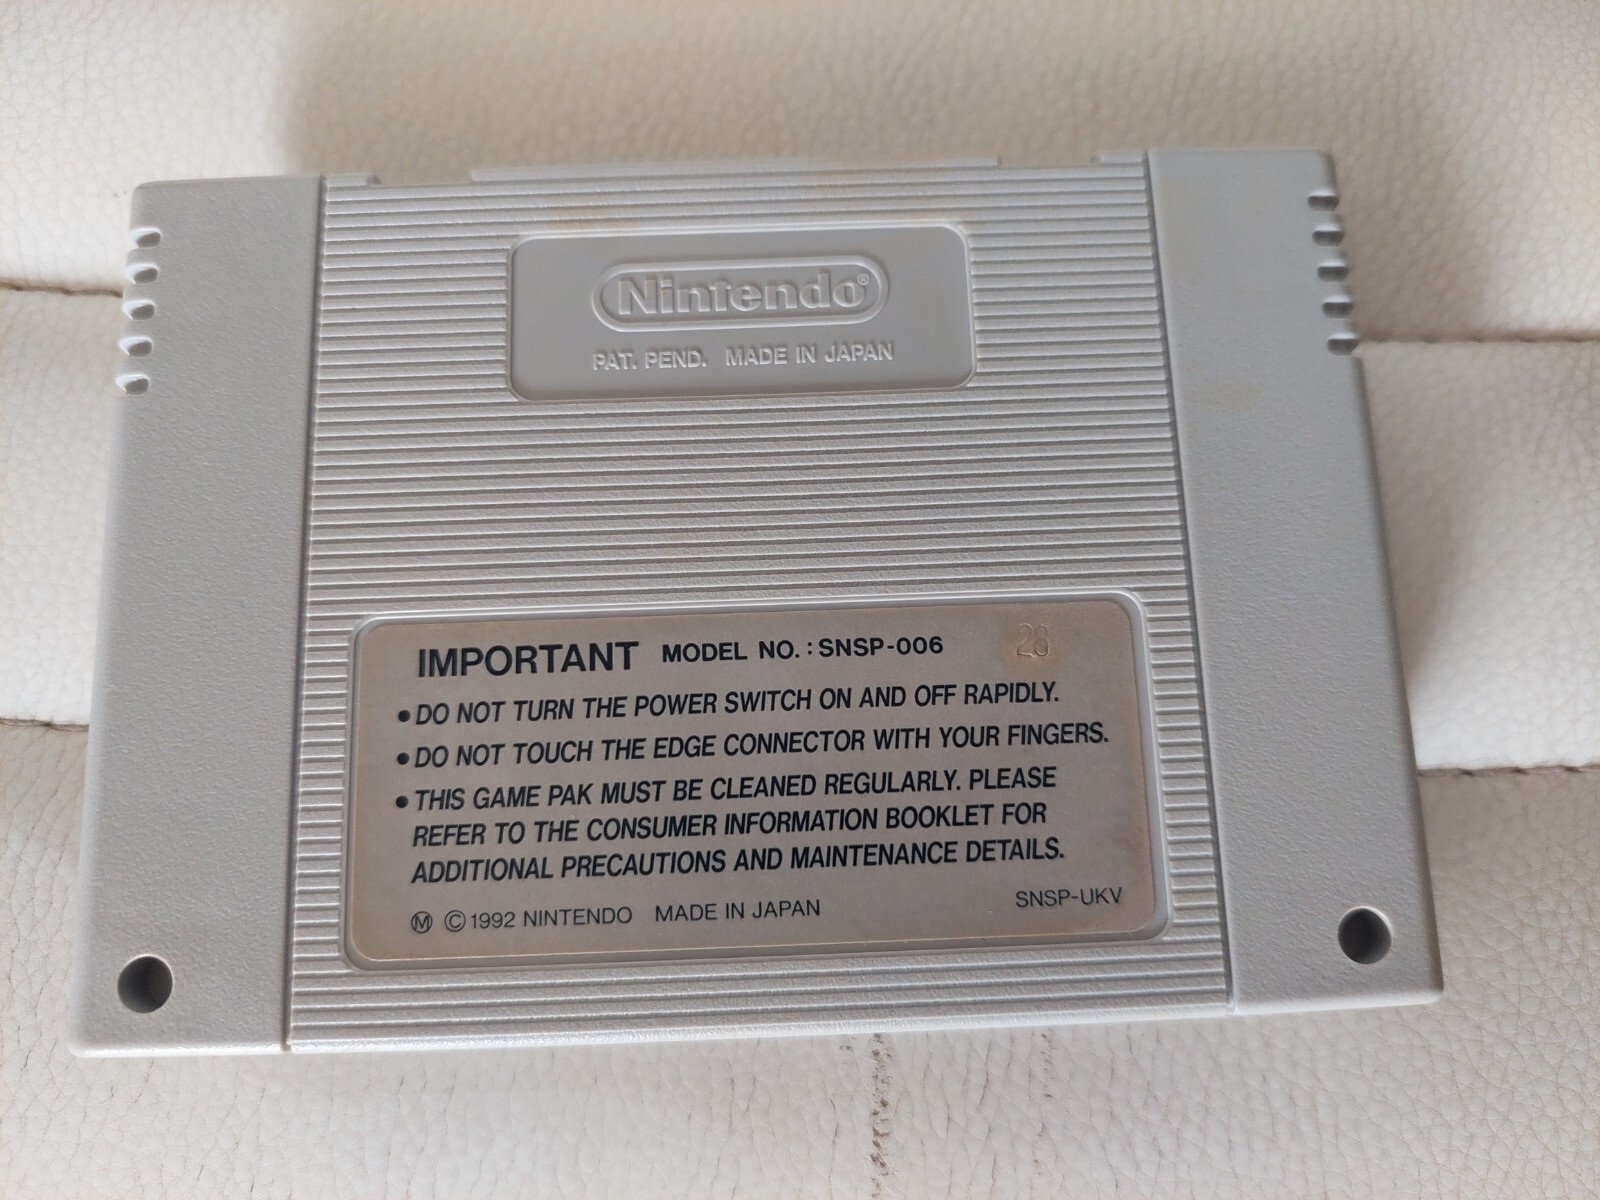 Nintendo®
PAT. PEND. MADE IN JAPAN
IMPORTANT MODEL NO.: SNSP-006 28
•DO NOT TURN THE POWER SWITCH ON AND OFF RAPIDLY.
•DO NOT TOUCH THE EDGE CONNECTOR WITH YOUR FINGERS.
•THIS GAME PAK MUST BE CLEANED REGULARLY. PLEASE
REFER TO THE CONSUMER INFORMATION BOOKLET FOR
ADDITIONAL PRECAUTIONS AND MAINTENANCE DETAILS.
Ⓜ ©1992 NINTENDO MADE IN JAPAN SNSP-UKV